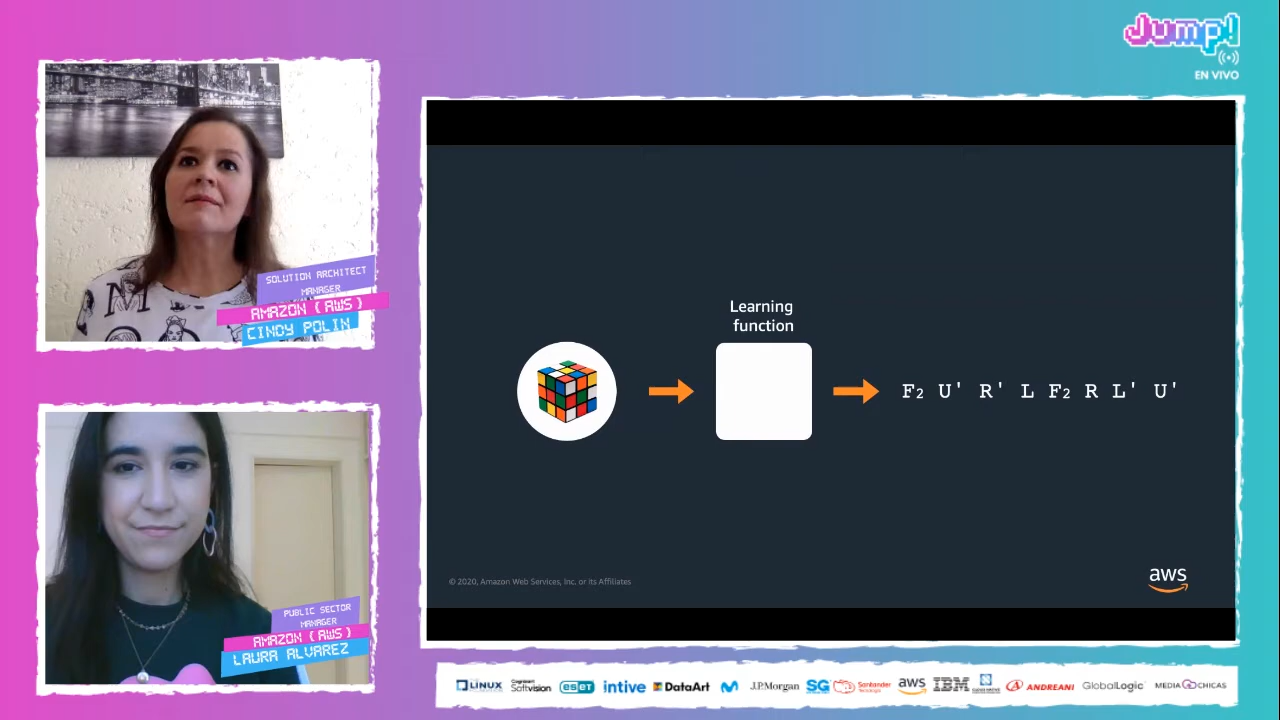 Jump!
EN VIVO
SOLUTION ARCHITECT
MANAGER
AMAZON (AWS)
CINDY POLIN
PUBLIC SECTOR
MANAGER
AMAZON (AWS)
LAURA ALVAREZ
Learning
function
F2 U' R' L F2 R L' U'
© 2020, Amazon Web Services, Inc. or its Affiliates
aws
LINUX Cognizant Softvision eseT intive DataArt J.P.Morgan SG Santander Tecnología aws IBM ANDREANI GlobalLogic MEDIA CHICAS